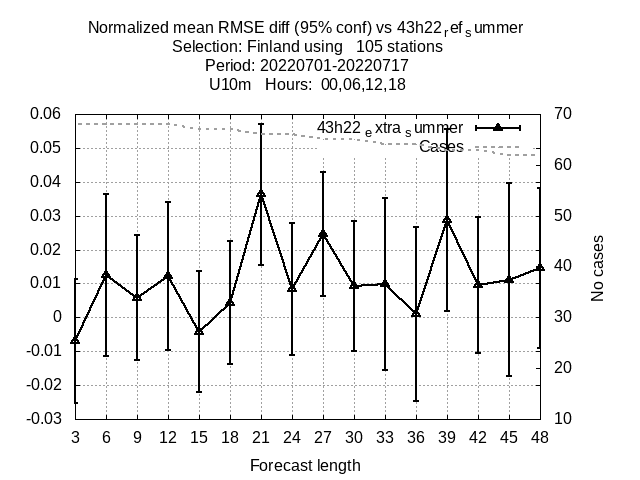 Normalized mean RMSE diff (95% conf) vs 43h22refsummer
Selection: Finland using 105 stations
Period: 20220701-20220717
U10m Hours: 00,06,12,18
0.06 70
43h22extrasummer
Cases
0.05 60
0.04
0.03 50
0.02
0.01 40
0 30
-0.01 20
-0.02
-0.03 10
No cases
3 6 9 12 15 18 21 24 27 30 33 36 39 42 45 48
Forecast length